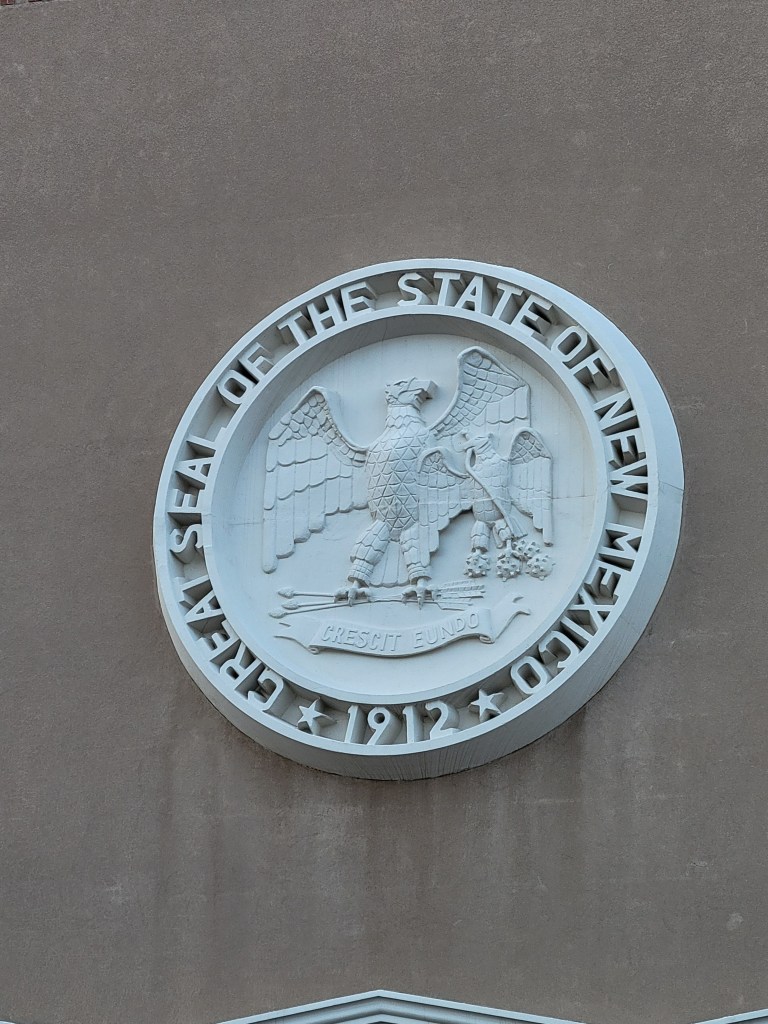 GREAT SEAL OF THE STATE OF NEW MEXICO
CRESCIT EUNDO
1912